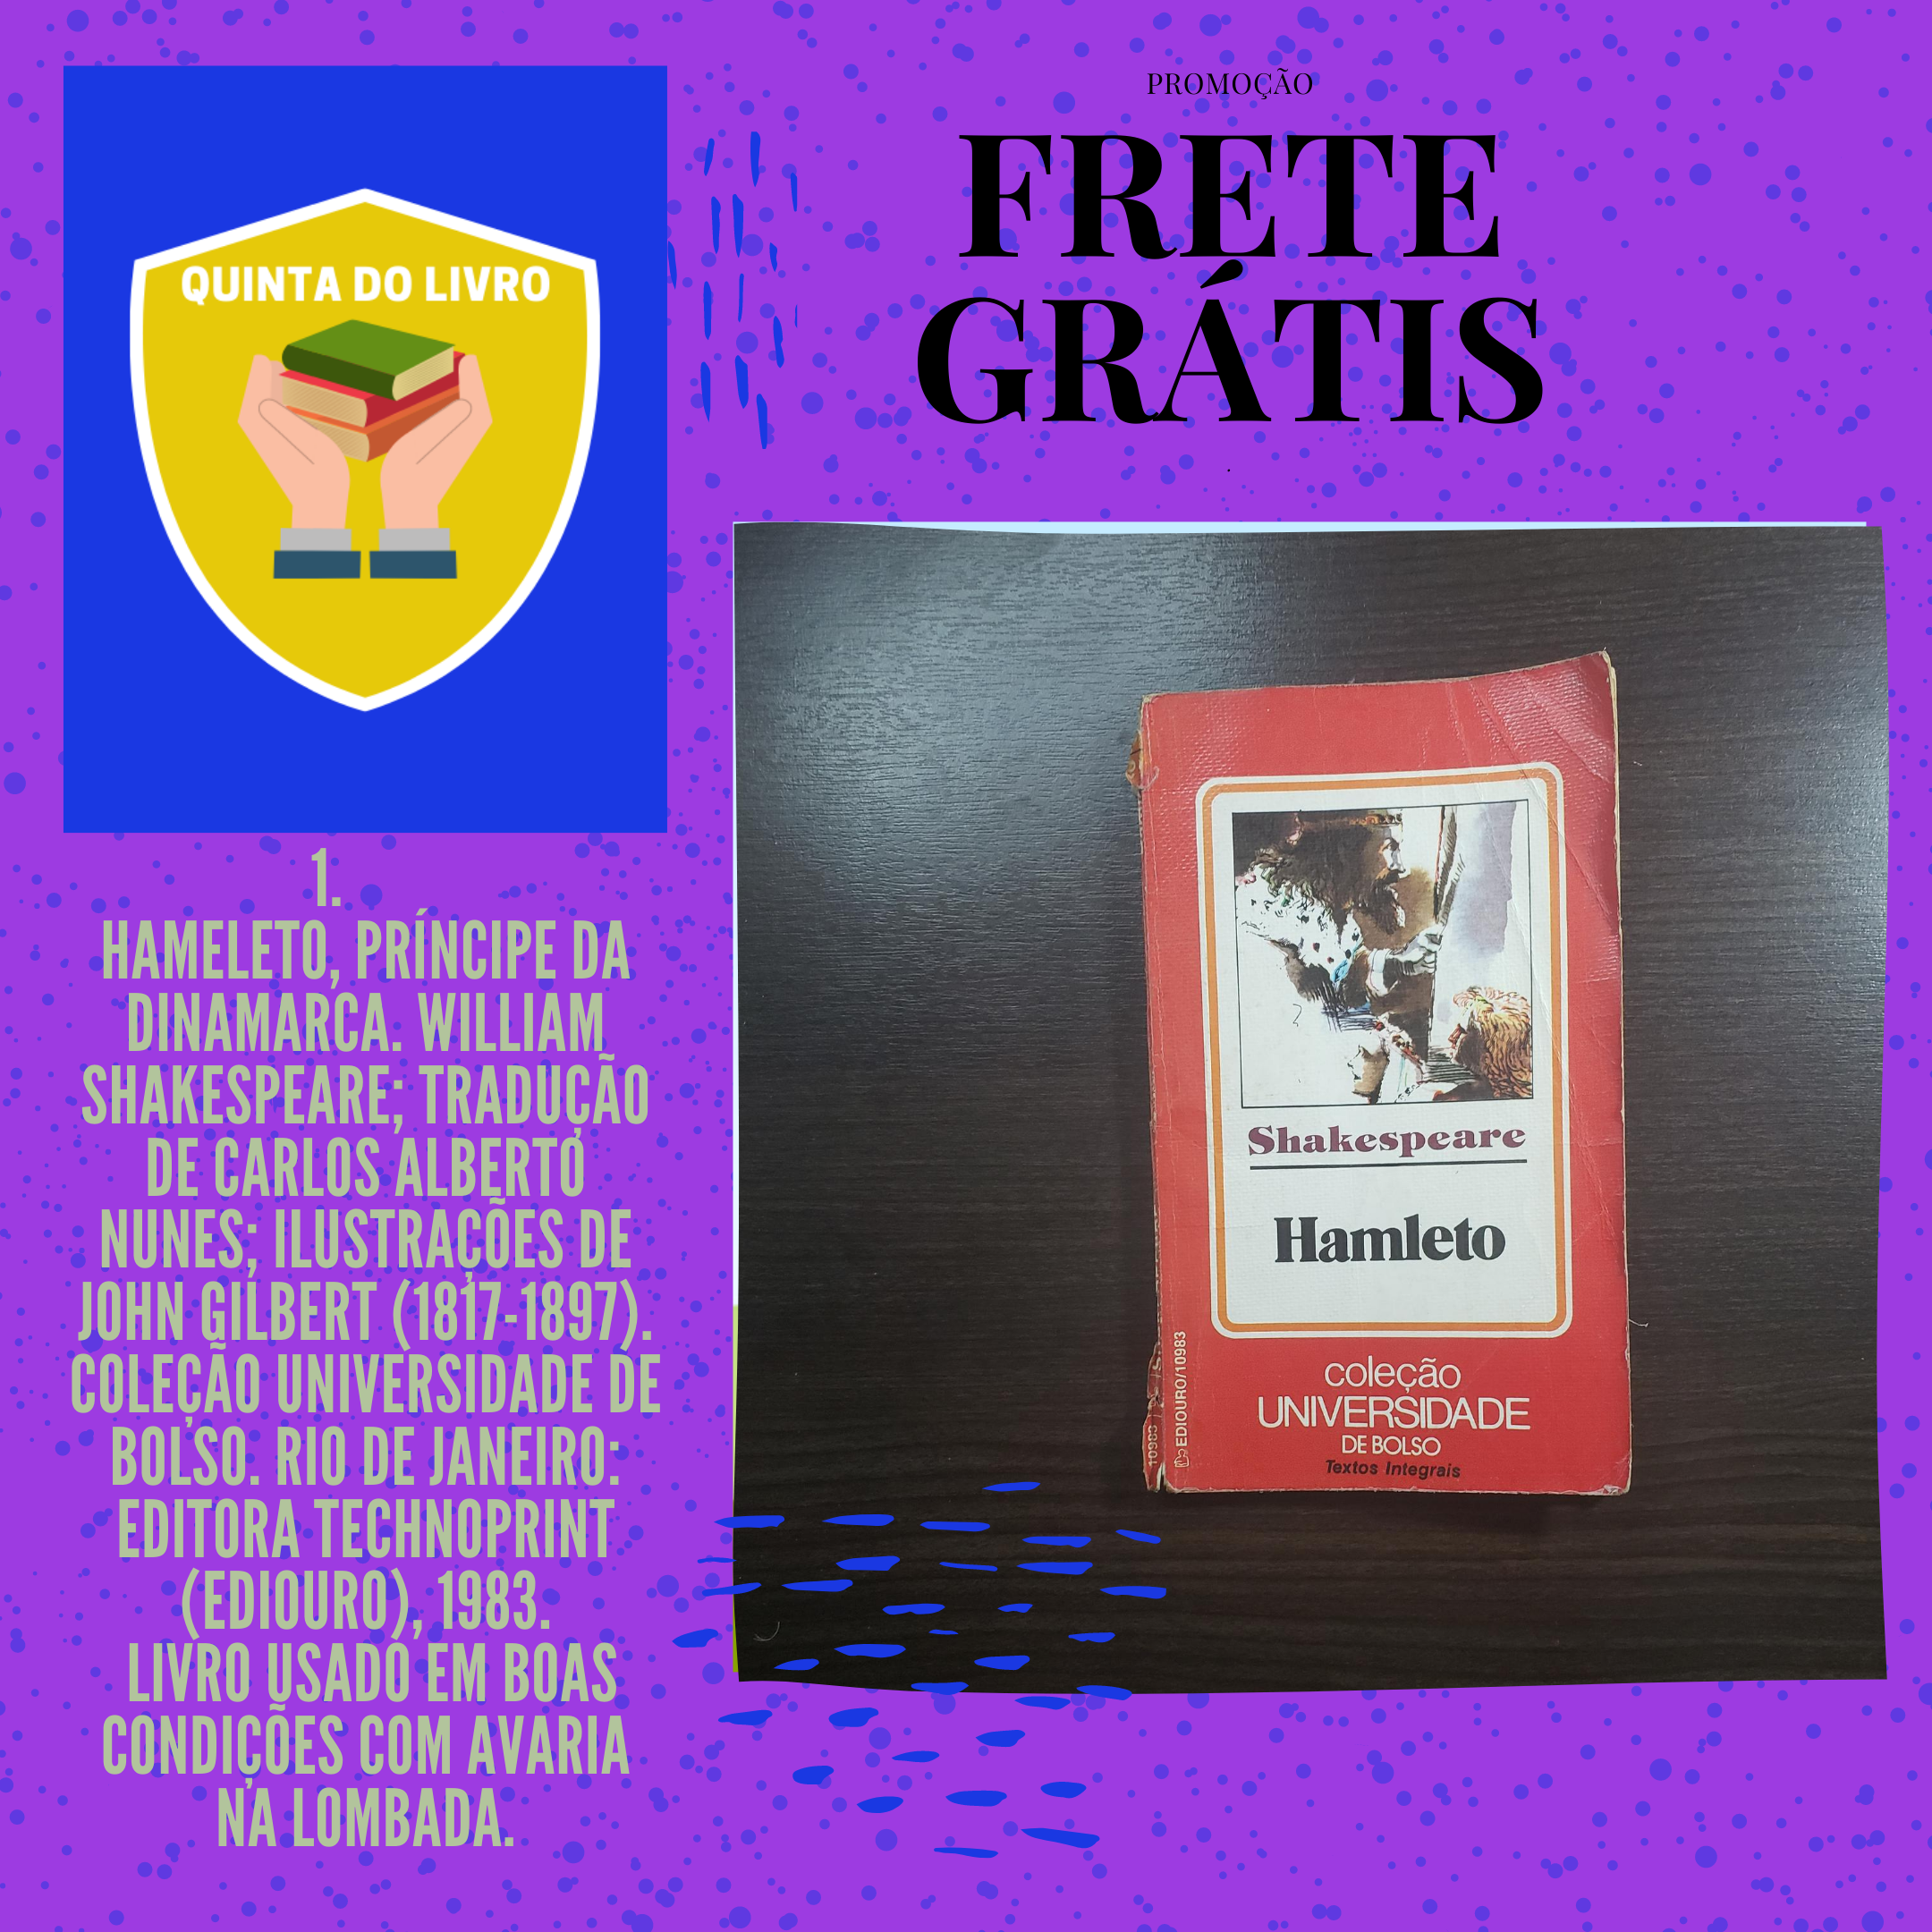 QUINTA DO LIVRO
PROMOÇÃO
FRETE
GRÁTIS
.
1.
HAMELETO, PRÍNCIPE DA
DINAMARCA. WILLIAM
SHAKESPEARE; TRADUÇÃO
DE CARLOS ALBERTO
NUNES; ILUSTRAÇÕES DE
JOHN GILBERT (1817-1897).
COLEÇÃO UNIVERSIDADE DE
BOLSO. RIO DE JANEIRO:
EDITORA TECHNOPRINT
(EDIOURO), 1983.
LIVRO USADO EM BOAS
CONDIÇÕES COM AVARIA
NA LOMBADA.
Shakespeare
Hamleto
coleção
UNIVERSIDADE
DE BOLSO
Textos Integrais
EDIOURO/10983
10983